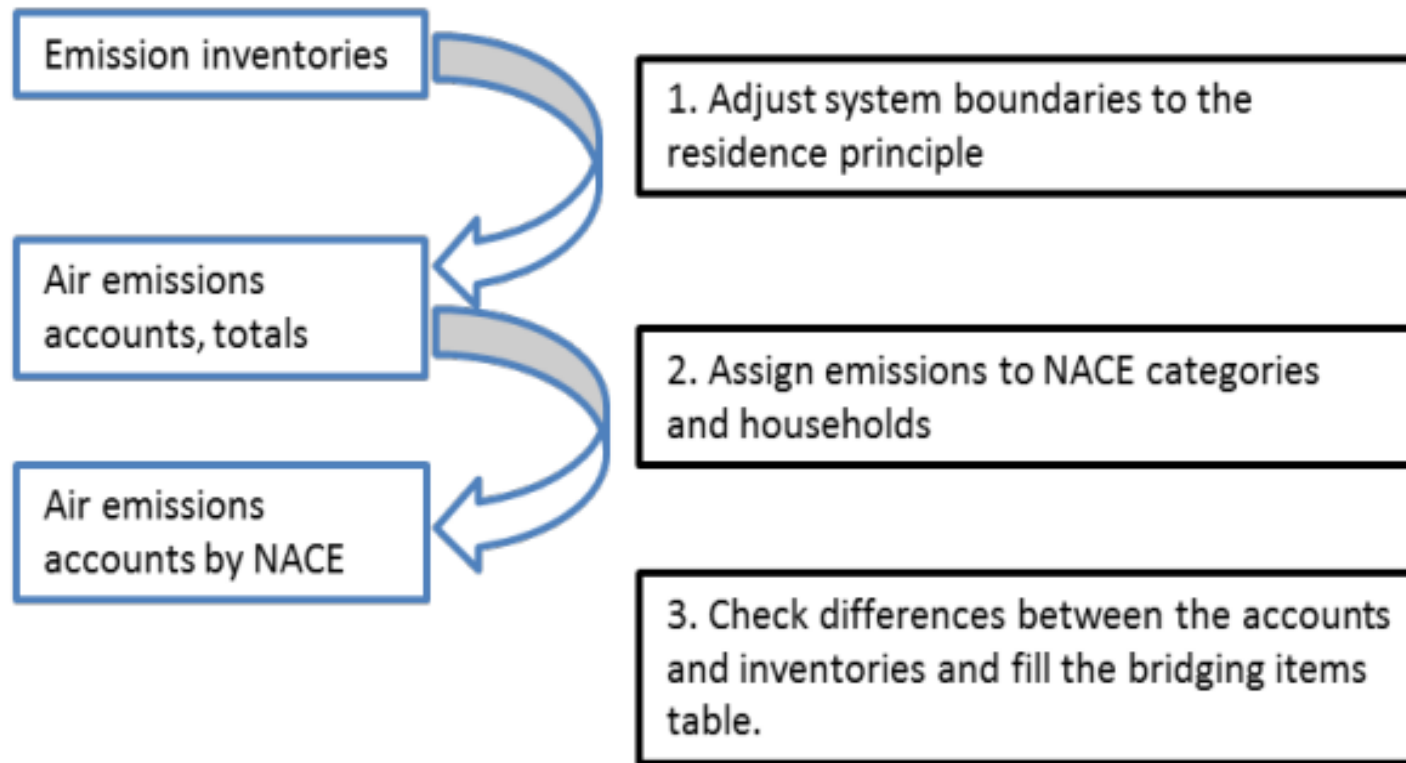 Emission inventories
1. Adjust system boundaries to the
residence principle
Air emissions
accounts, totals
2. Assign emissions to NACE categories
and households
Air emissions
accounts by NACE
3. Check differences between the accounts
and inventories and fill the bridging items
table.